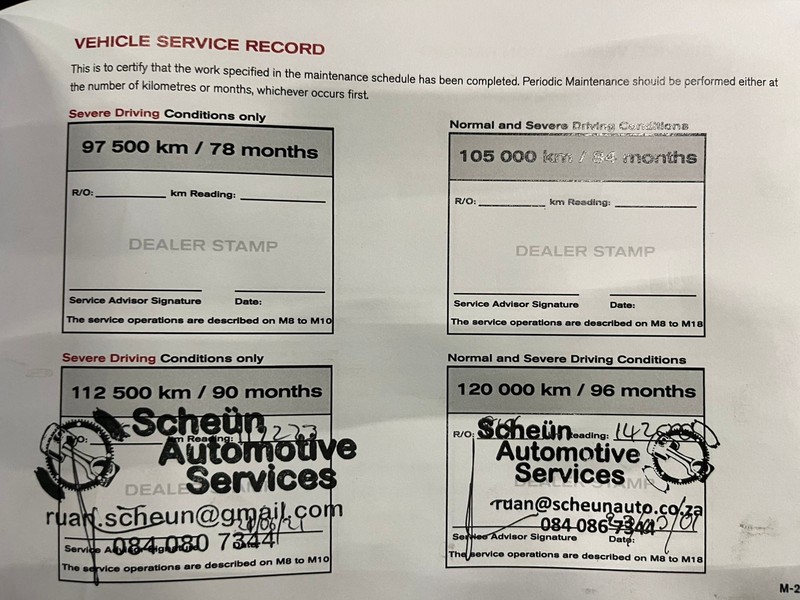 VEHICLE SERVICE RECORD
This is to certify that the work specified in the maintenance schedule has been completed. Periodic Maintenance should be performed either at
the number of kilometres or months, whichever occurs first.
Severe Driving Conditions only
97 500 km / 78 months
R/O: km Reading:
DEALER STAMP
Service Advisor Signature Date:
The service operations are described on M8 to M10
Normal and Severe Driving Conditions
105 000 km / 84 months
R/O: km Reading:
DEALER STAMP
Service Advisor Signature Date:
The service operations are described on M8 to M18
Severe Driving Conditions only
112 500 km / 90 months
Scheün
km Reading:
Automotive
Services
DEALER
ruan.scheun@gmail.com
084 080 7344
Service Advisor Signature Date:
The service operations are described on M8 to M10
Normal and Severe Driving Conditions
120 000 km / 96 months
Scheün
R/O: Reading:
Automotive
Services
STAMP
ruan@scheunauto.co.za
084 086 7344
Service Advisor Signature Date:
The service operations are described on M8 to M18
M-2